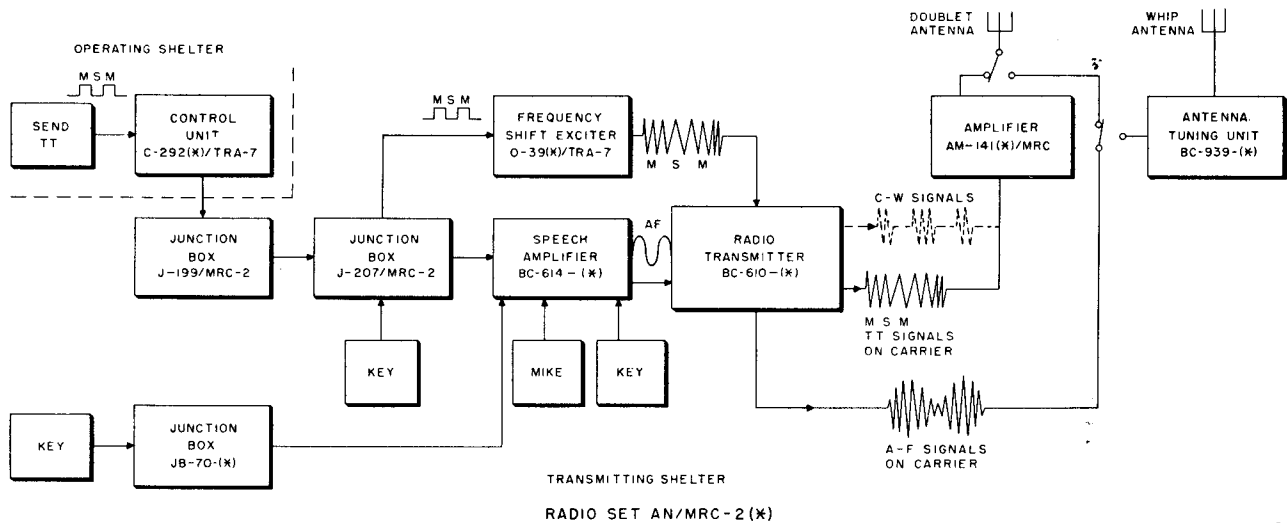 DOUBLET
ANTENNA
WHIP
ANTENNA
OPERATING SHELTER
M S M
SEND
TT
CONTROL
UNIT
C-292(*)/TRA-7
M S M
FREQUENCY
SHIFT EXCITER
O-39(*)/TRA-7
M S M
AMPLIFIER
AM-141(*)/MRC
ANTENNA
TUNING UNIT
BC-939-(*)
JUNCTION
BOX
J-199/MRC-2
JUNCTION
BOX
J-207/MRC-2
SPEECH
AMPLIFIER
BC-614-(*)
AF
RADIO
TRANSMITTER
BC-610-(*)
C-W SIGNALS
M S M
TT SIGNALS
ON CARRIER
KEY
MIKE
KEY
KEY
JUNCTION
BOX
JB-70-(*)
A-F SIGNALS
ON CARRIER
TRANSMITTING SHELTER
RADIO SET AN/MRC-2(*)